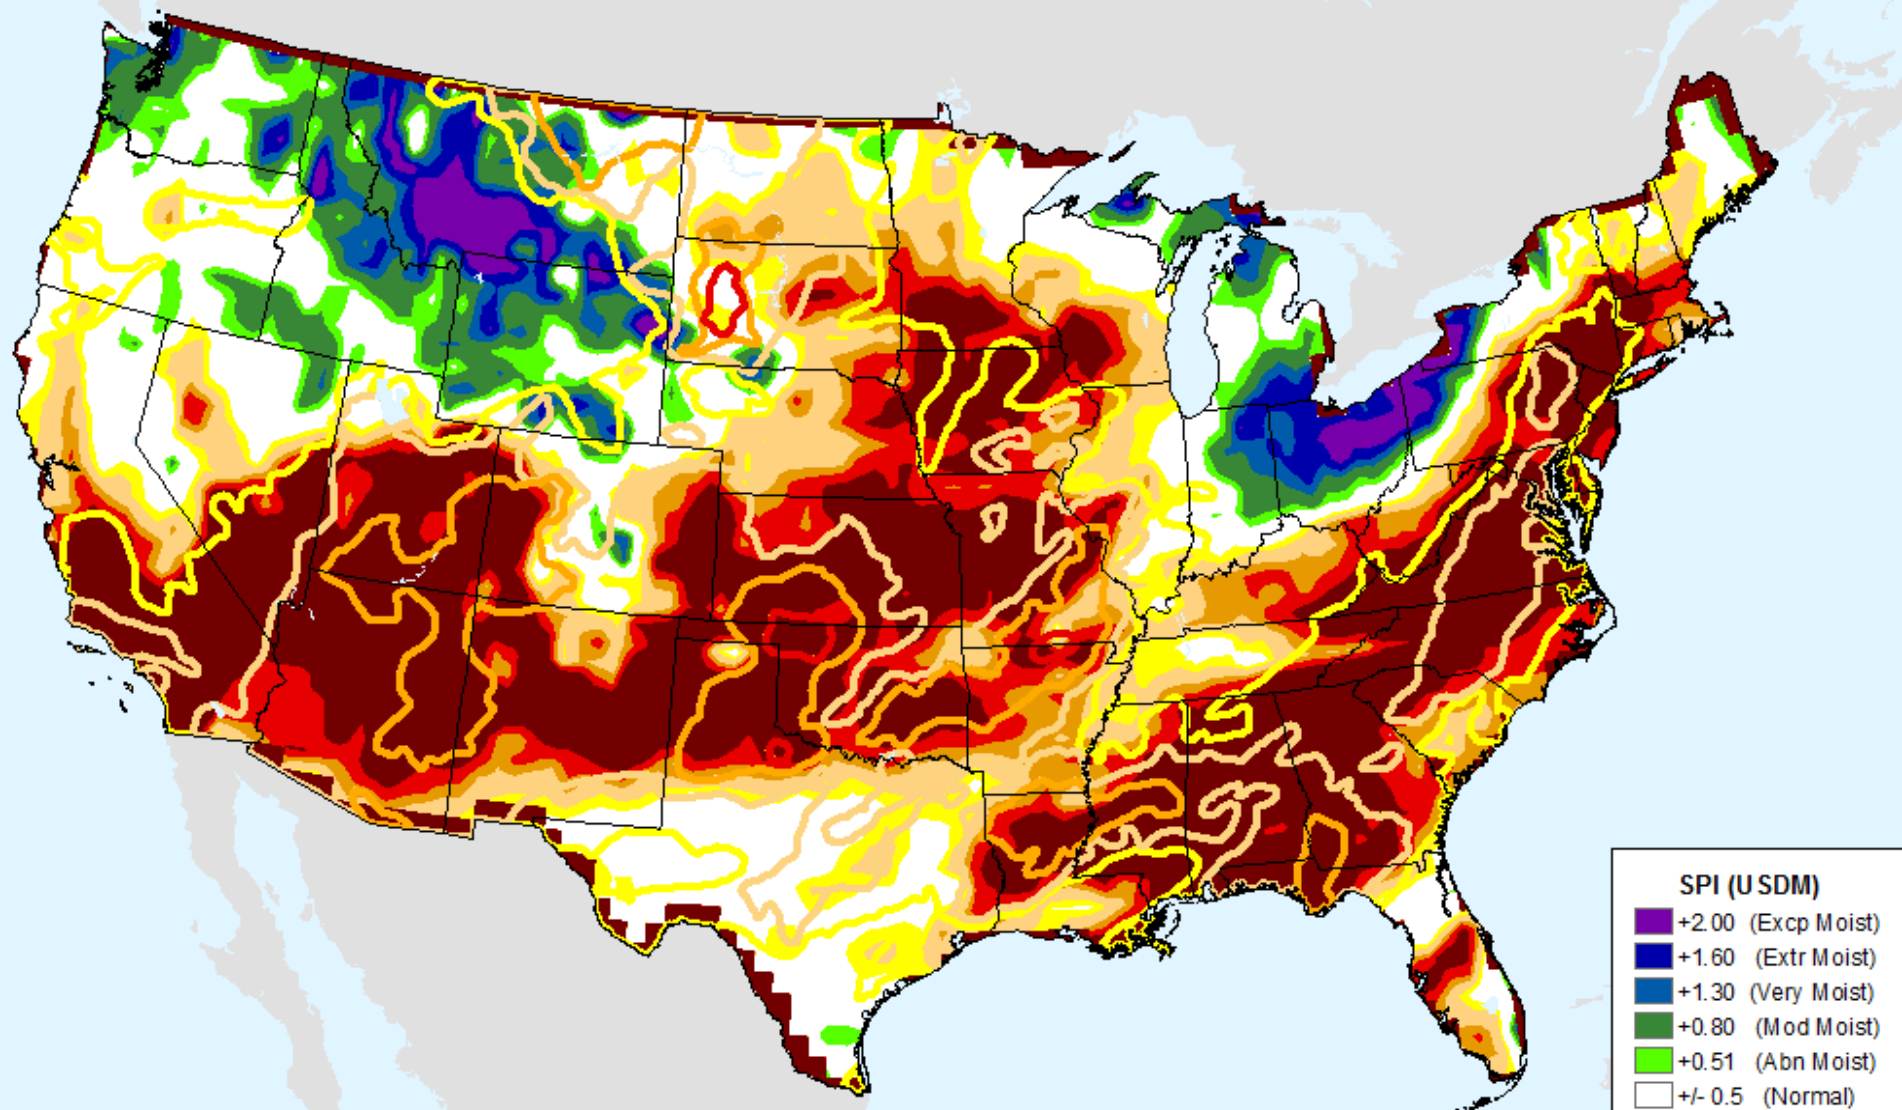 SPI (USDM)
+2.00 (Excp Moist)
+1.60 (Extr Moist)
+1.30 (Very Moist)
+0.80 (Mod Moist)
+0.51 (Abn Moist)
+/- 0.5 (Normal)